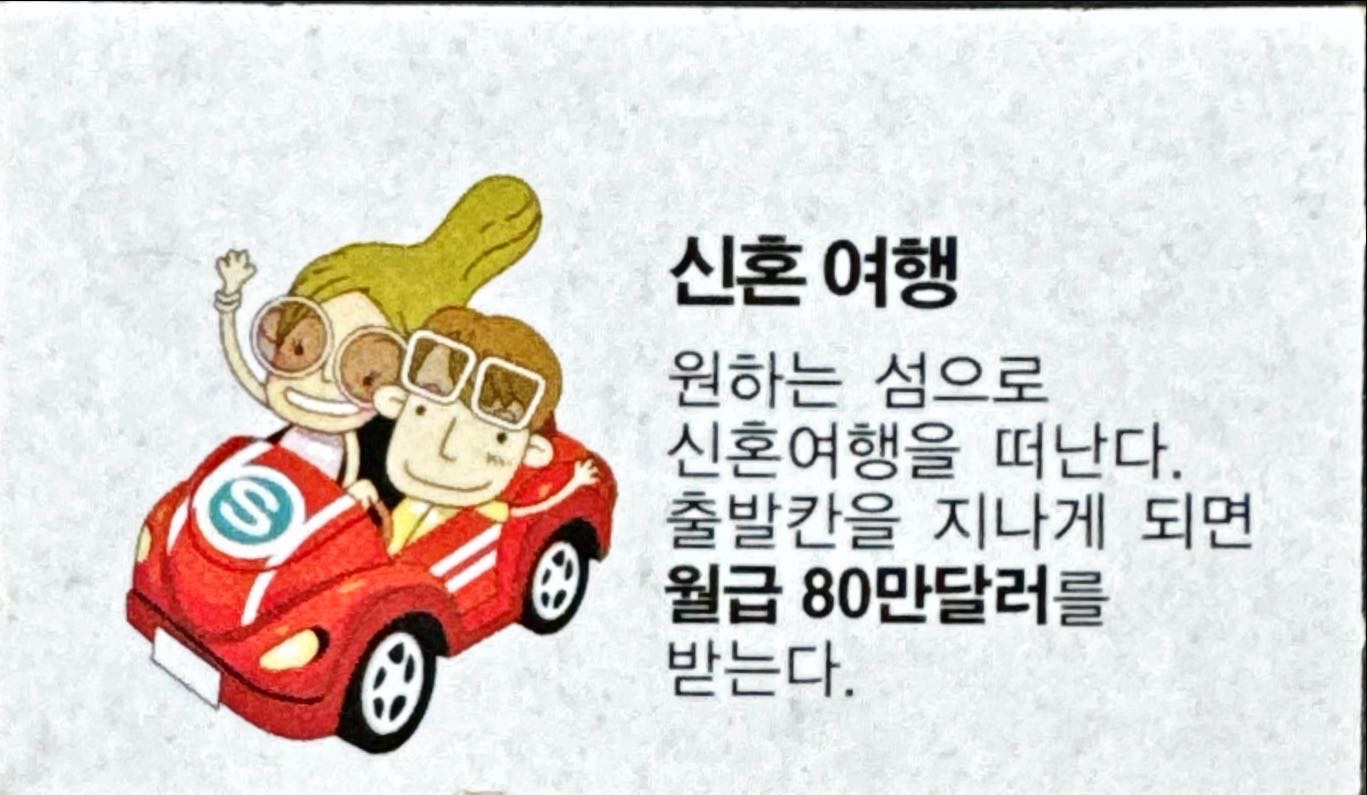 S
신혼 여행
원하는 섬으로
신혼여행을 떠난다.
출발칸을 지나게 되면
월급 80만달러를
받는다.